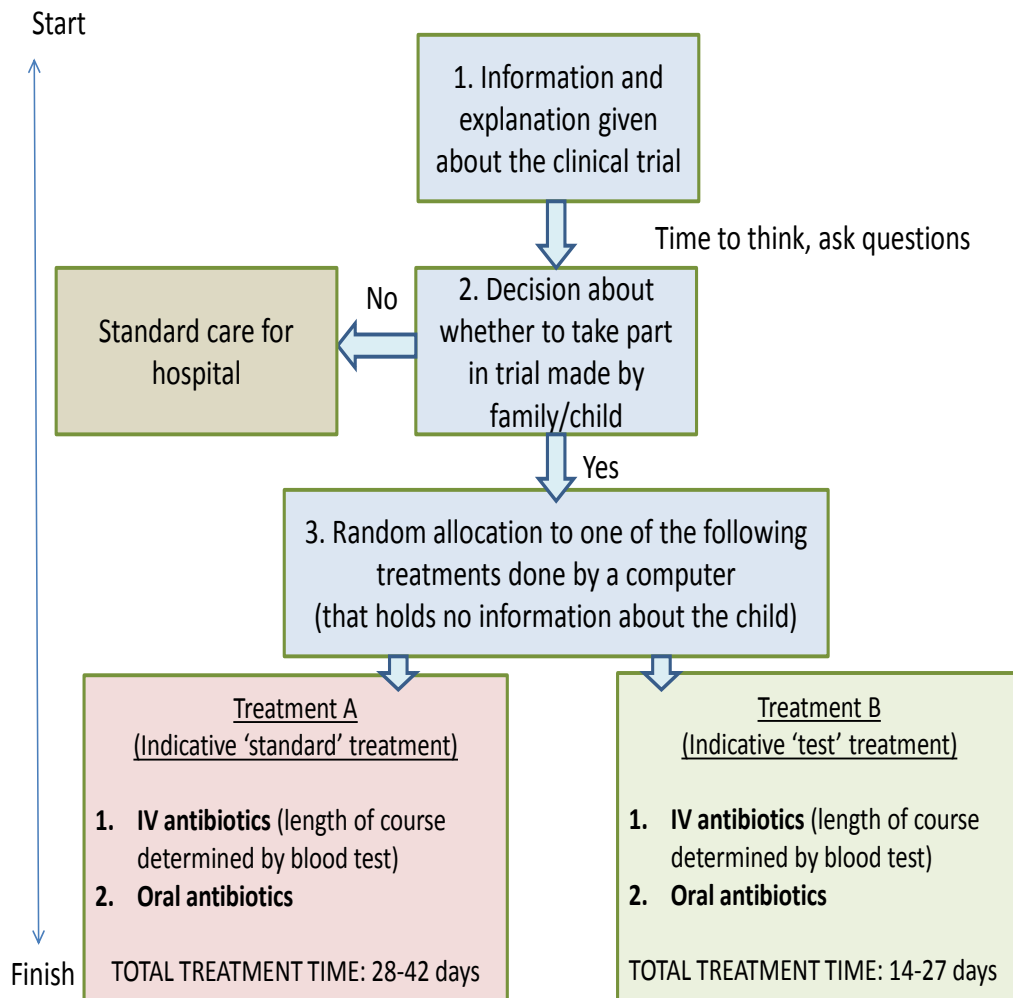 Start
1. Information and
explanation given
about the clinical trial
Time to think, ask questions
No
Standard care for
hospital
2. Decision about
whether to take part
in trial made by
family/child
Yes
3. Random allocation to one of the following
treatments done by a computer
(that holds no information about the child)
Treatment A
(Indicative ‘standard’ treatment)
1. IV antibiotics (length of course
determined by blood test)
2. Oral antibiotics
TOTAL TREATMENT TIME: 28-42 days
Treatment B
(Indicative ‘test’ treatment)
1. IV antibiotics (length of course
determined by blood test)
2. Oral antibiotics
TOTAL TREATMENT TIME: 14-27 days
Finish